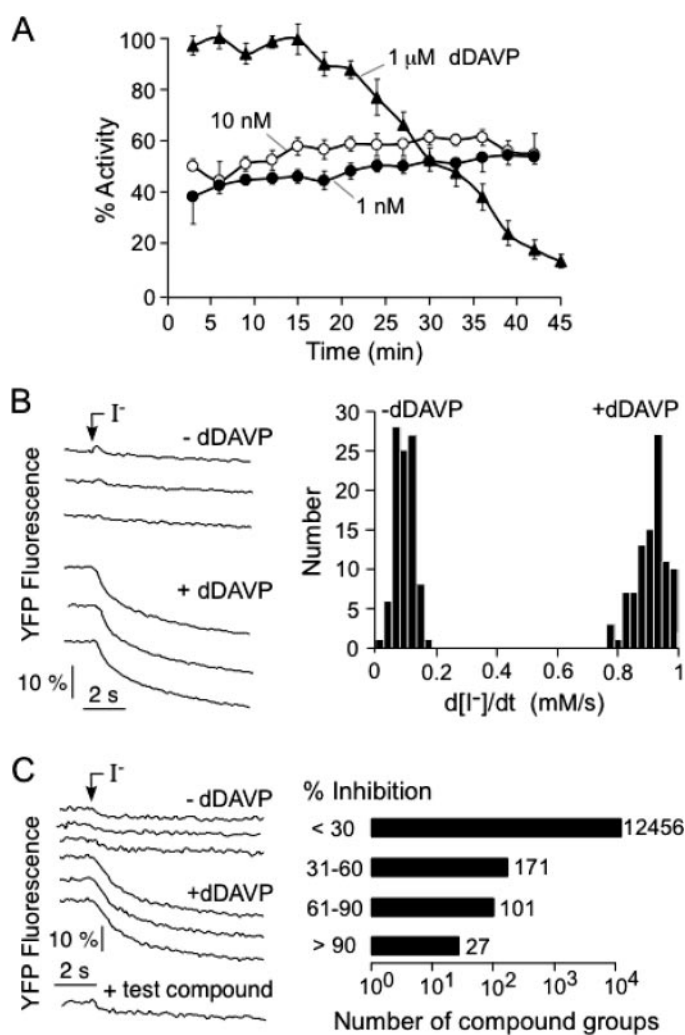 A
100
80
60
40
20
0
% Activity
1 μM dDAVP
10 nM
1 nM
0 5 10 15 20 25 30 35 40 45
Time (min)
B
I⁻
- dDAVP
+ dDAVP
YFP Fluorescence
10 %
2 s
-dDAVP +dDAVP
30
25
20
15
10
5
0
Number
0 0.2 0.4 0.6 0.8 1
d[I⁻]/dt (mM/s)
C
I⁻
- dDAVP
+dDAVP
YFP Fluorescence
10 %
2 s
+ test compound
% Inhibition
< 30 12456
31-60 171
61-90 101
> 90 27
10⁰ 10¹ 10² 10³ 10⁴
Number of compound groups